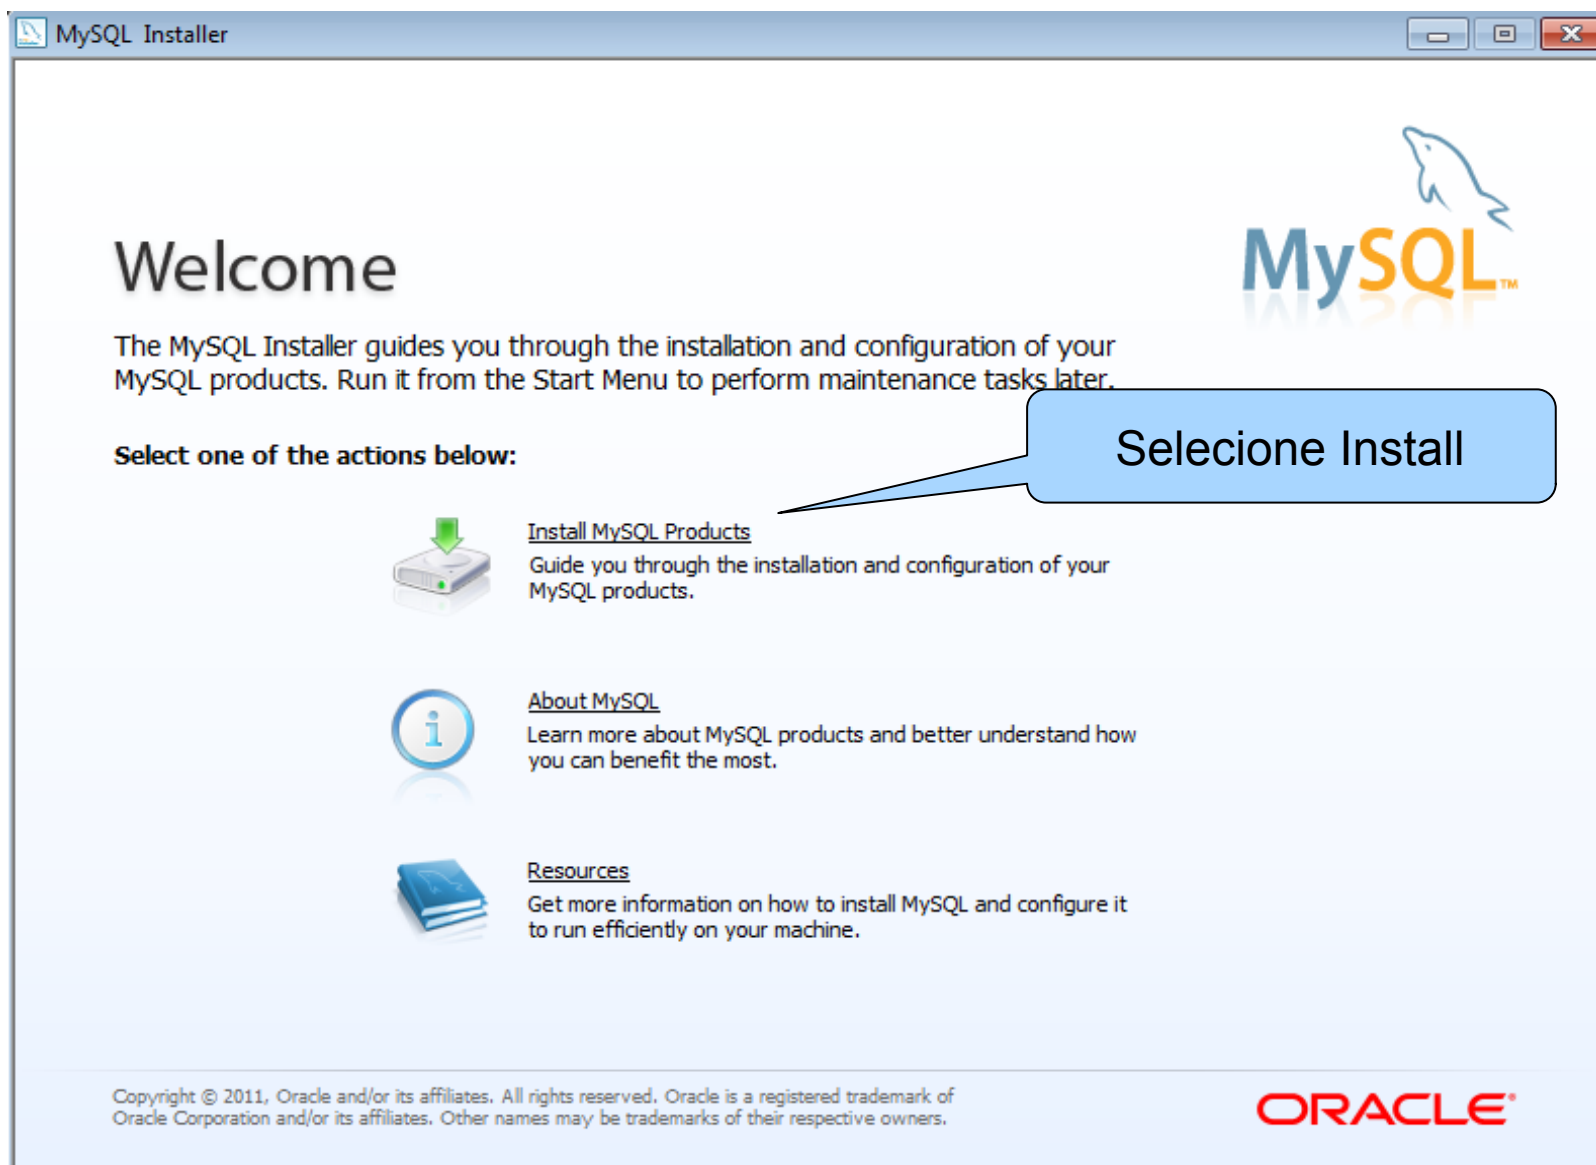 MySQL Installer
MySQL™
Welcome
The MySQL Installer guides you through the installation and configuration of your
MySQL products. Run it from the Start Menu to perform maintenance tasks later.
Selecione Install
Select one of the actions below:
Install MySQL Products
Guide you through the installation and configuration of your
MySQL products.
About MySQL
Learn more about MySQL products and better understand how
you can benefit the most.
Resources
Get more information on how to install MySQL and configure it
to run efficiently on your machine.
Copyright © 2011, Oracle and/or its affiliates. All rights reserved. Oracle is a registered trademark of
Oracle Corporation and/or its affiliates. Other names may be trademarks of their respective owners.
ORACLE®